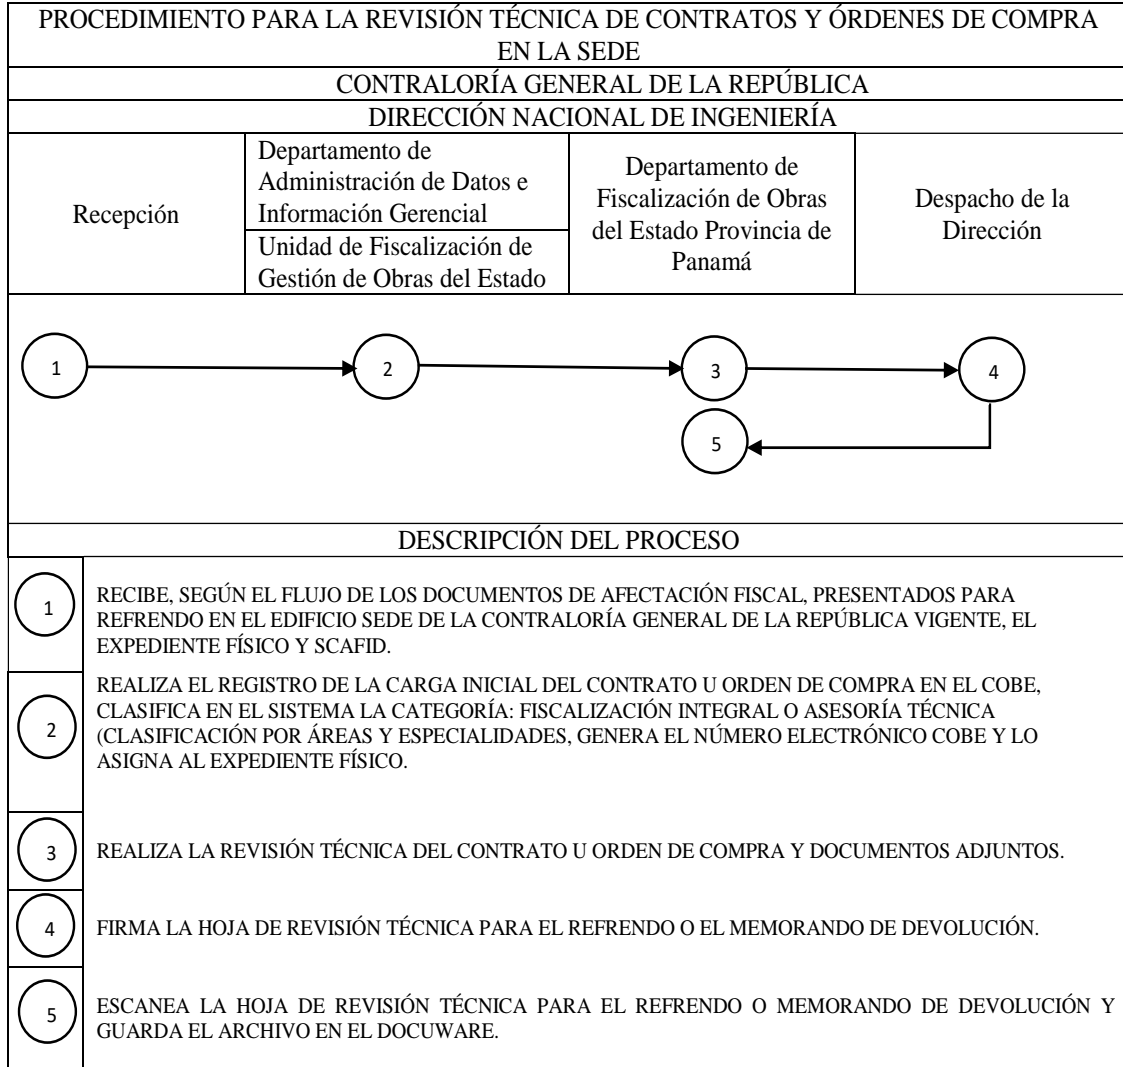 PROCEDIMIENTO PARA LA REVISIÓN TÉCNICA DE CONTRATOS Y ÓRDENES DE COMPRA
EN LA SEDE
CONTRALORÍA GENERAL DE LA REPÚBLICA
DIRECCIÓN NACIONAL DE INGENIERÍA
Recepción
Departamento de
Administración de Datos e
Información Gerencial
Unidad de Fiscalización de
Gestión de Obras del Estado
Departamento de
Fiscalización de Obras
del Estado Provincia de
Panamá
Despacho de la
Dirección
1
2
3
4
5
DESCRIPCIÓN DEL PROCESO
1
RECIBE, SEGÚN EL FLUJO DE LOS DOCUMENTOS DE AFECTACIÓN FISCAL, PRESENTADOS PARA
REFRENDO EN EL EDIFICIO SEDE DE LA CONTRALORÍA GENERAL DE LA REPÚBLICA VIGENTE, EL
EXPEDIENTE FÍSICO Y SCAFID.
2
REALIZA EL REGISTRO DE LA CARGA INICIAL DEL CONTRATO U ORDEN DE COMPRA EN EL COBE,
CLASIFICA EN EL SISTEMA LA CATEGORÍA: FISCALIZACIÓN INTEGRAL O ASESORÍA TÉCNICA
(CLASIFICACIÓN POR ÁREAS Y ESPECIALIDADES, GENERA EL NÚMERO ELECTRÓNICO COBE Y LO
ASIGNA AL EXPEDIENTE FÍSICO.
3
REALIZA LA REVISIÓN TÉCNICA DEL CONTRATO U ORDEN DE COMPRA Y DOCUMENTOS ADJUNTOS.
4
FIRMA LA HOJA DE REVISIÓN TÉCNICA PARA EL REFRENDO O EL MEMORANDO DE DEVOLUCIÓN.
5
ESCANEA LA HOJA DE REVISIÓN TÉCNICA PARA EL REFRENDO O MEMORANDO DE DEVOLUCIÓN Y
GUARDA EL ARCHIVO EN EL DOCUWARE.